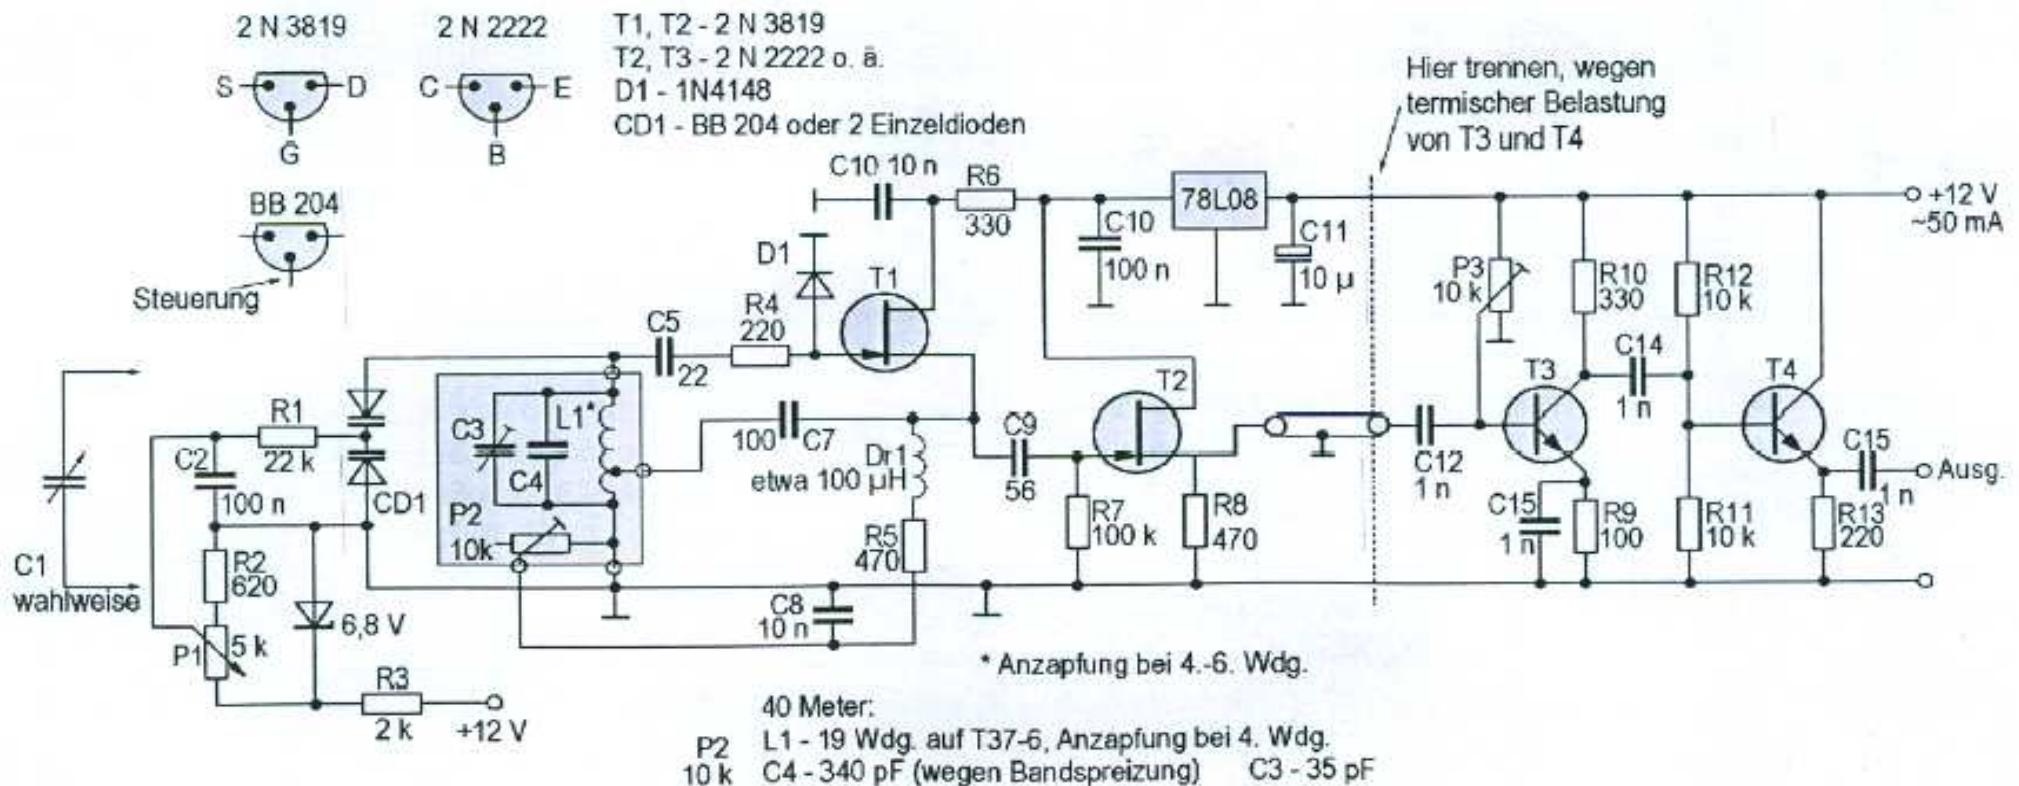 2 N 3819
S
D
G
2 N 2222
C
E
B
T1, T2 - 2 N 3819
T2, T3 - 2 N 2222 o. ä.
D1 - 1N4148
CD1 - BB 204 oder 2 Einzeldioden
BB 204
Steuerung
Hier trennen, wegen
termischer Belastung
von T3 und T4
C10 10 n
R6
330
78L08
C10
100 n
C11
10 µ
+12 V
~50 mA
D1
T1
R4
220
C5
22
P3
10 k
R10
330
R12
10 k
C14
1 n
T3
T4
T2
C1
wahlweise
R1
22 k
C2
100 n
CD1
R2
620
P1
5 k
6,8 V
R3
2 k
+12 V
C3
C4
L1*
P2
10k
100
C7
Dr1
etwa 100 µH
R5
470
C8
10 n
C9
56
R7
100 k
R8
470
C12
1 n
C15
1 n
R9
100
R11
10 k
R13
220
C15
1 n
Ausg.
* Anzapfung bei 4.-6. Wdg.
40 Meter:
P2
10 k
L1 - 19 Wdg. auf T37-6, Anzapfung bei 4. Wdg.
C4 - 340 pF (wegen Bandspreizung) C3 - 35 pF